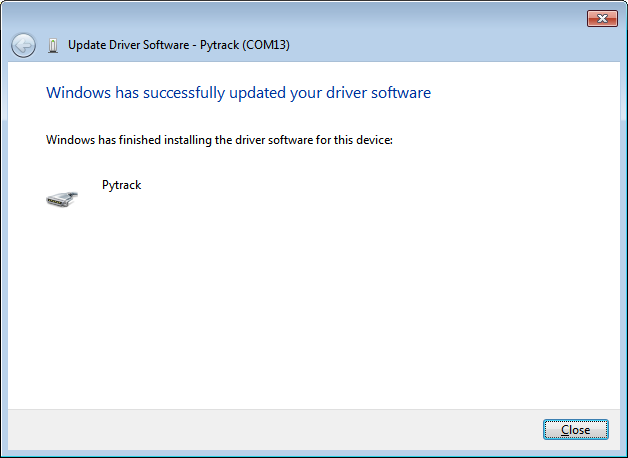 Update Driver Software - Pytrack (COM13)
Windows has successfully updated your driver software
Windows has finished installing the driver software for this device:
Pytrack
Close